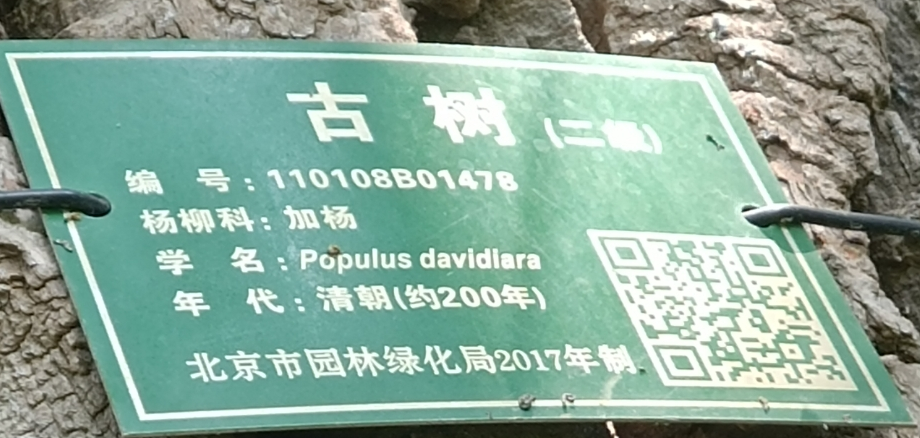 古 树 (二级)
编 号：110108B01478
杨柳科：加杨
学 名：Populus davidiara
年 代：清朝(约200年)
北京市园林绿化局2017年制